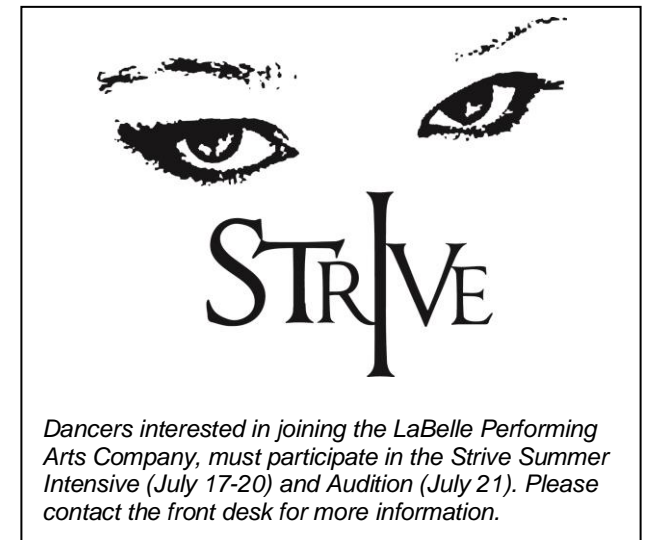 STRIVE
Dancers interested in joining the LaBelle Performing
Arts Company, must participate in the Strive Summer
Intensive (July 17-20) and Audition (July 21). Please
contact the front desk for more information.